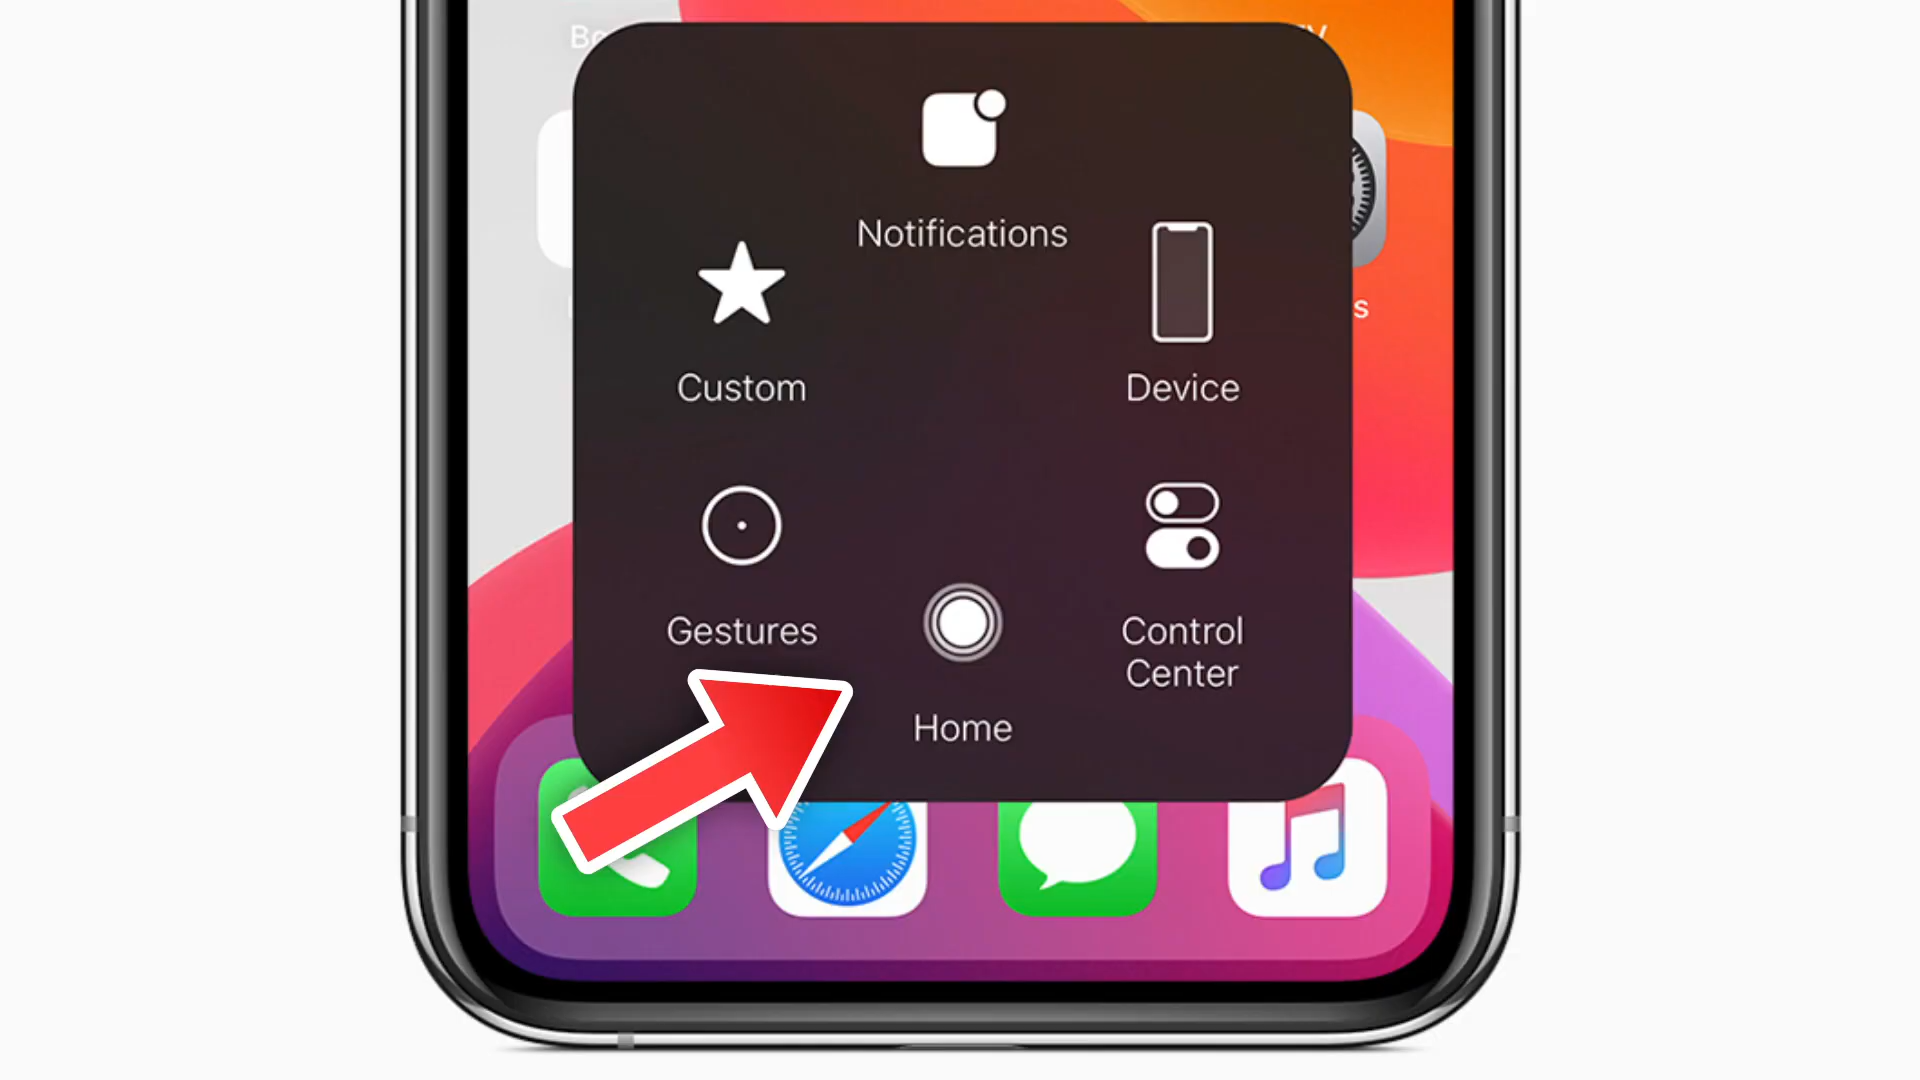 Notifications
Custom
Device
Gestures
Control
Center
Home